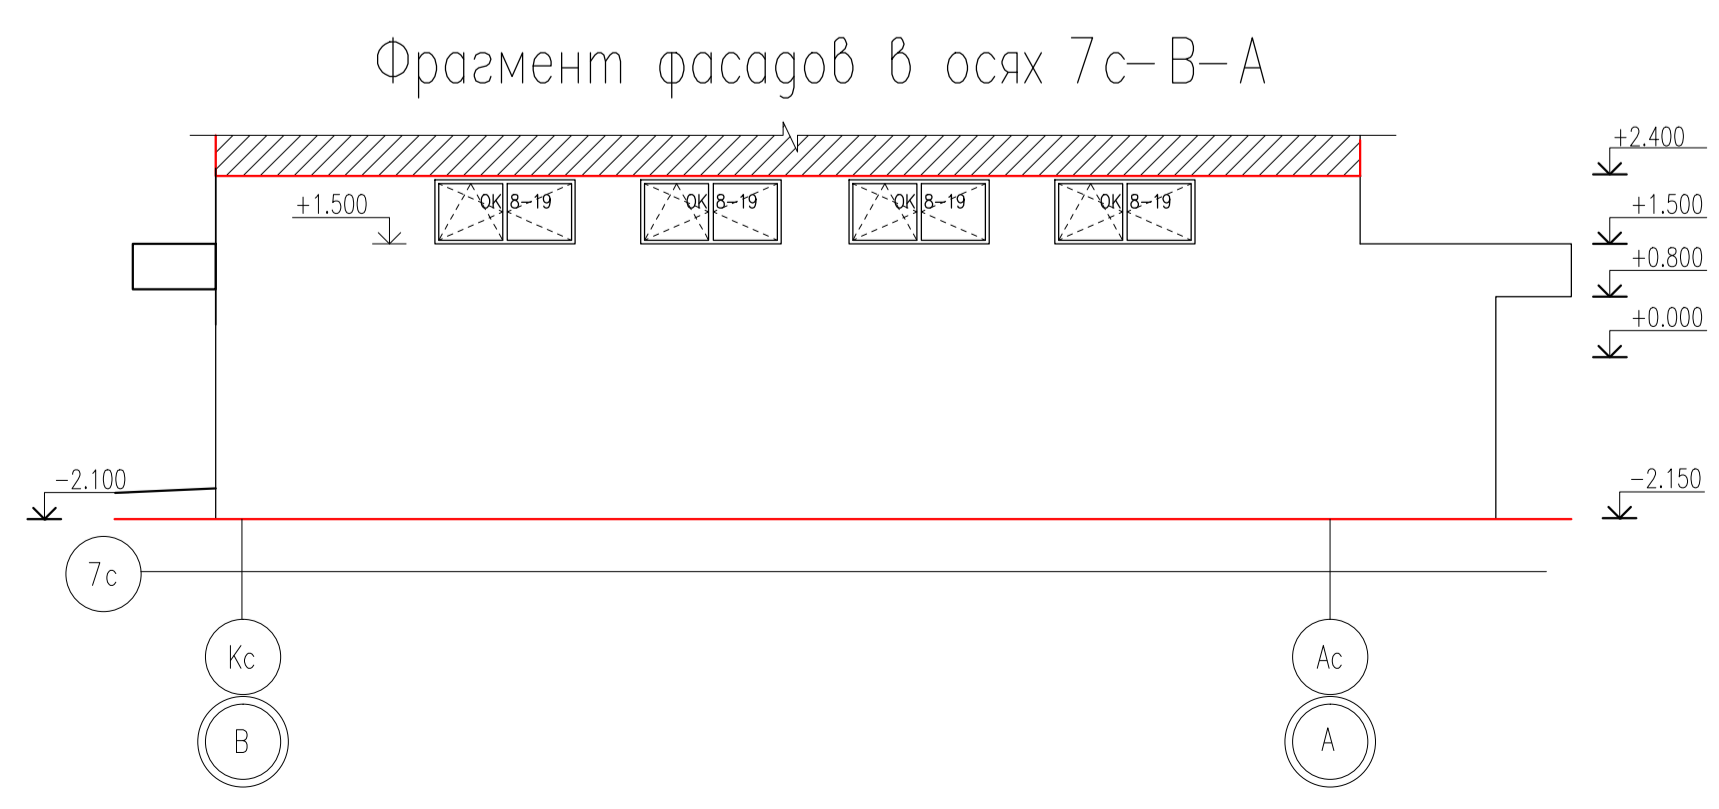 Фрагмент фасадов в осях 7с-В-А
+2.400
+1.500
ОК 8-19
ОК 8-19
ОК 8-19
ОК 8-19
+1.500
+0.800
+0.000
-2.100
-2.150
7с
Кс
Ас
В
А